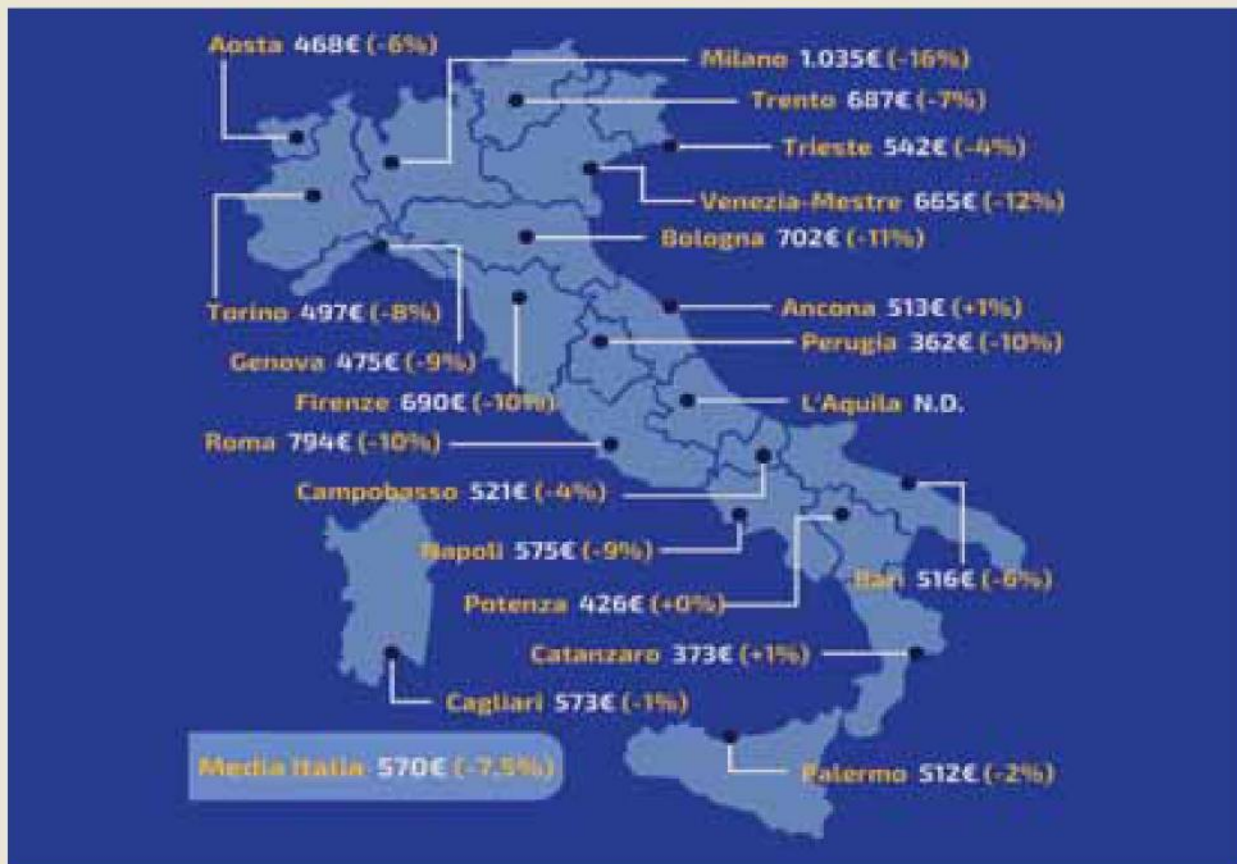 Aosta 468€ (-6%)
Milano 1.035€ (-16%)
Trento 687€ (-7%)
Trieste 542€ (-4%)
Venezia-Mestre 665€ (-12%)
Bologna 702€ (-11%)
Torino 497€ (-8%)
Ancona 513€ (+1%)
Genova 475€ (-9%)
Perugia 362€ (-10%)
Firenze 690€ (-10%)
L'Aquila N.D.
Roma 794€ (-10%)
Campobasso 521€ (-4%)
Napoli 575€ (-9%)
Bari 516€ (-6%)
Potenza 426€ (+0%)
Catanzaro 373€ (+1%)
Cagliari 573€ (-1%)
Media Italia 570€ (-7.5%)
Palermo 512€ (-2%)